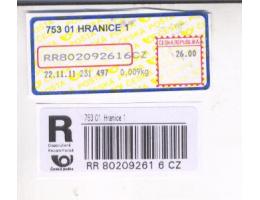 753 01 HRANICE 1
ČESKÁ REPUBLIKA
26.00
RR802092616CZ
22.11.11 231 497 0,009kg
R
753 01 Hranice 1
Doporučeně
Recommandé
Česká pošta
RR 80209261 6 CZ